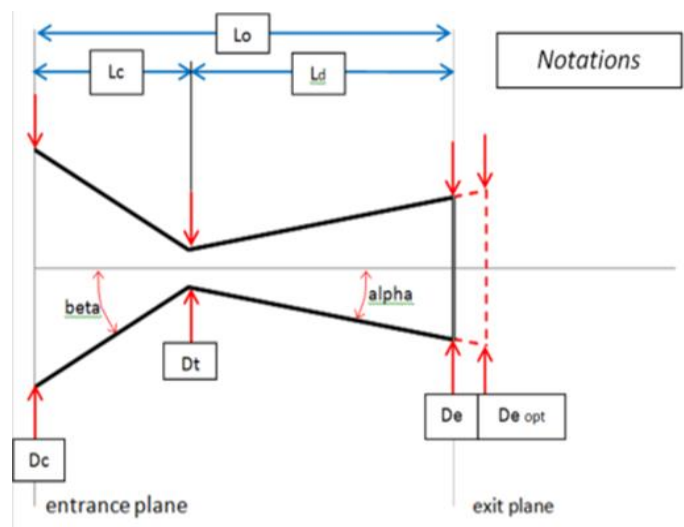 Lo
Notations
Lc
Ld
beta
alpha
Dt
De
De opt
Dc
entrance plane
exit plane